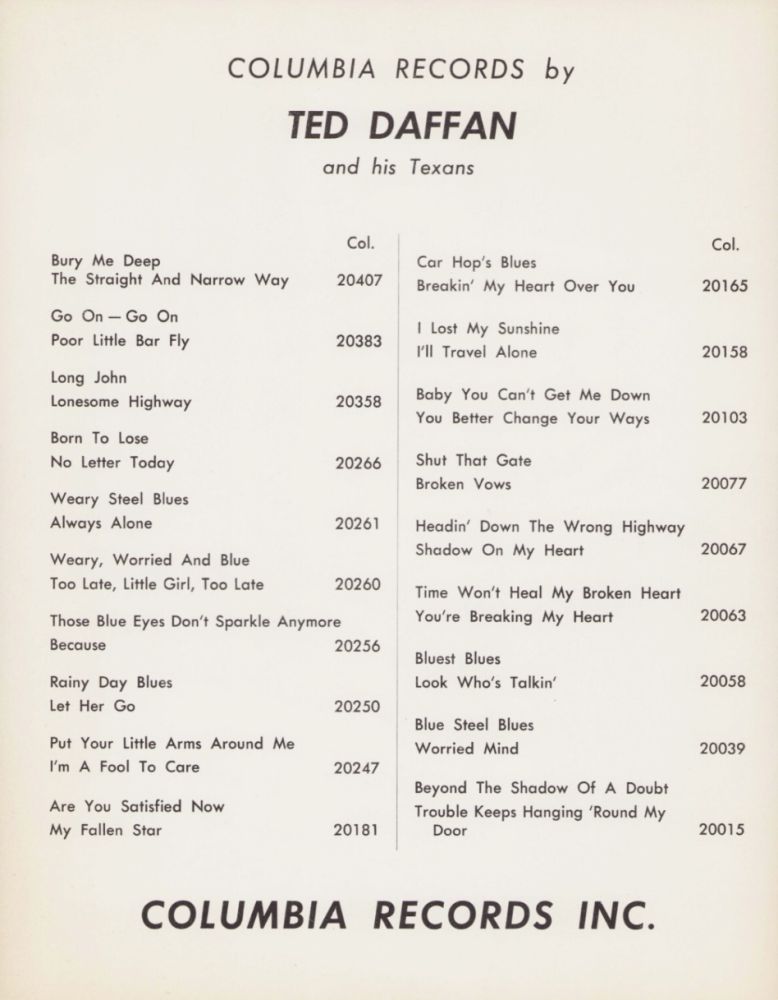 COLUMBIA RECORDS by
TED DAFFAN
and his Texans
Col.
Bury Me Deep
The Straight And Narrow Way 20407
Go On — Go On
Poor Little Bar Fly 20383
Long John
Lonesome Highway 20358
Born To Lose
No Letter Today 20266
Weary Steel Blues
Always Alone 20261
Weary, Worried And Blue
Too Late, Little Girl, Too Late 20260
Those Blue Eyes Don't Sparkle Anymore
Because 20256
Rainy Day Blues
Let Her Go 20250
Put Your Little Arms Around Me
I'm A Fool To Care 20247
Are You Satisfied Now
My Fallen Star 20181
Col.
Car Hop's Blues
Breakin' My Heart Over You 20165
I Lost My Sunshine
I'll Travel Alone 20158
Baby You Can't Get Me Down
You Better Change Your Ways 20103
Shut That Gate
Broken Vows 20077
Headin' Down The Wrong Highway
Shadow On My Heart 20067
Time Won't Heal My Broken Heart
You're Breaking My Heart 20063
Bluest Blues
Look Who's Talkin' 20058
Blue Steel Blues
Worried Mind 20039
Beyond The Shadow Of A Doubt
Trouble Keeps Hanging 'Round My
Door 20015
COLUMBIA RECORDS INC.